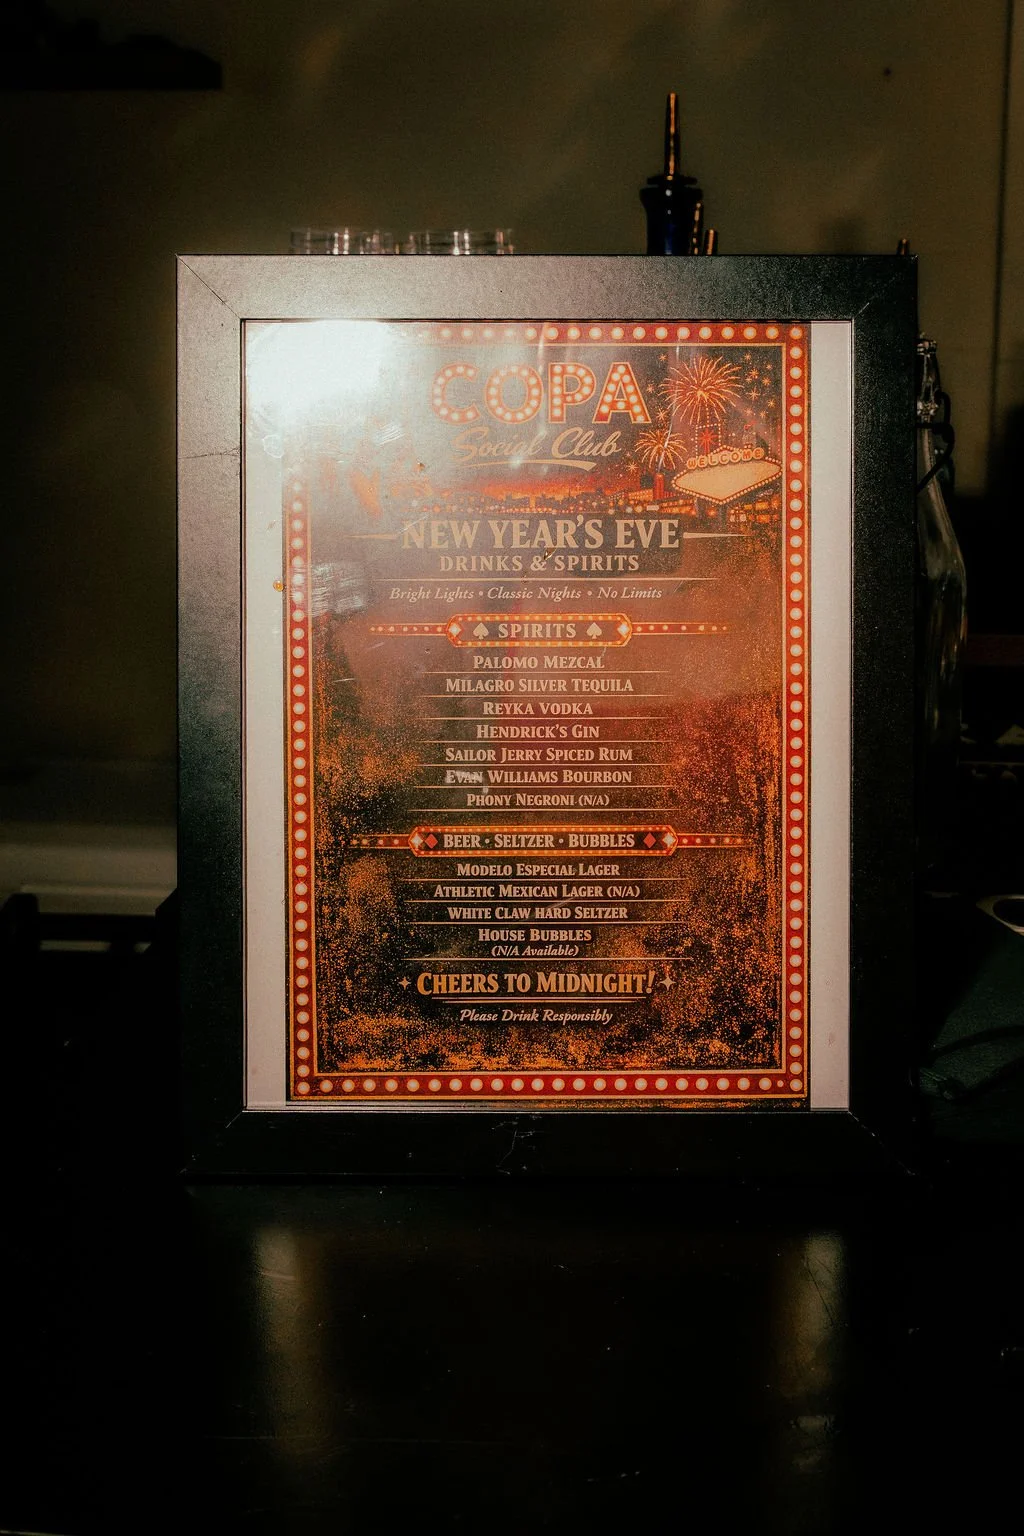 COPA
Social Club
WELCOME
NEW YEAR'S EVE
DRINKS & SPIRITS
Bright Lights • Classic Nights • No Limits
♠ SPIRITS ♠
PALOMO MEZCAL
MILAGRO SILVER TEQUILA
REYKA VODKA
HENDRICK'S GIN
SAILOR JERRY SPICED RUM
EVAN WILLIAMS BOURBON
PHONY NEGRONI (N/A)
♦ BEER • SELTZER • BUBBLES ♦
MODELO ESPECIAL LAGER
ATHLETIC MEXICAN LAGER (N/A)
WHITE CLAW HARD SELTZER
HOUSE BUBBLES
(N/A Available)
CHEERS TO MIDNIGHT!
Please Drink Responsibly